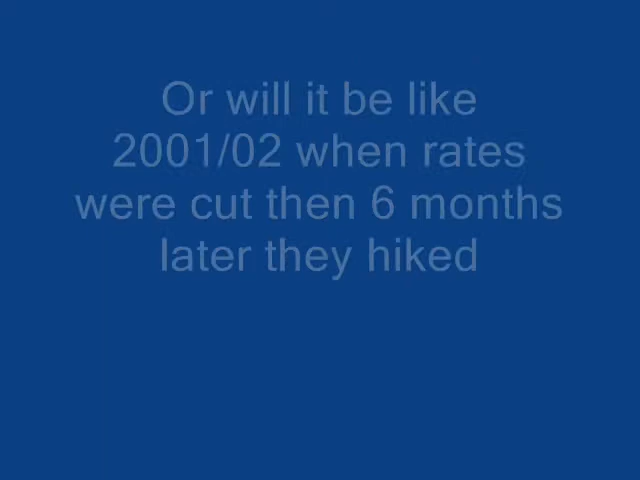 Or will it be like
2001/02 when rates
were cut then 6 months
later they hiked